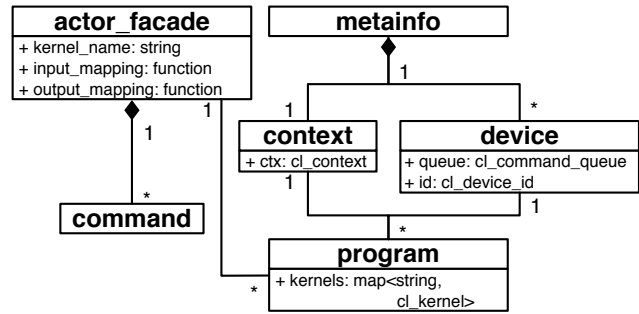 actor_facade
+ kernel_name: string
+ input_mapping: function
+ output_mapping: function
metainfo
1
1
1
1
*
context
+ ctx: cl_context
device
+ queue: cl_command_queue
+ id: cl_device_id
*
command
1
1
*
program
+ kernels: map<string,
cl_kernel>
*